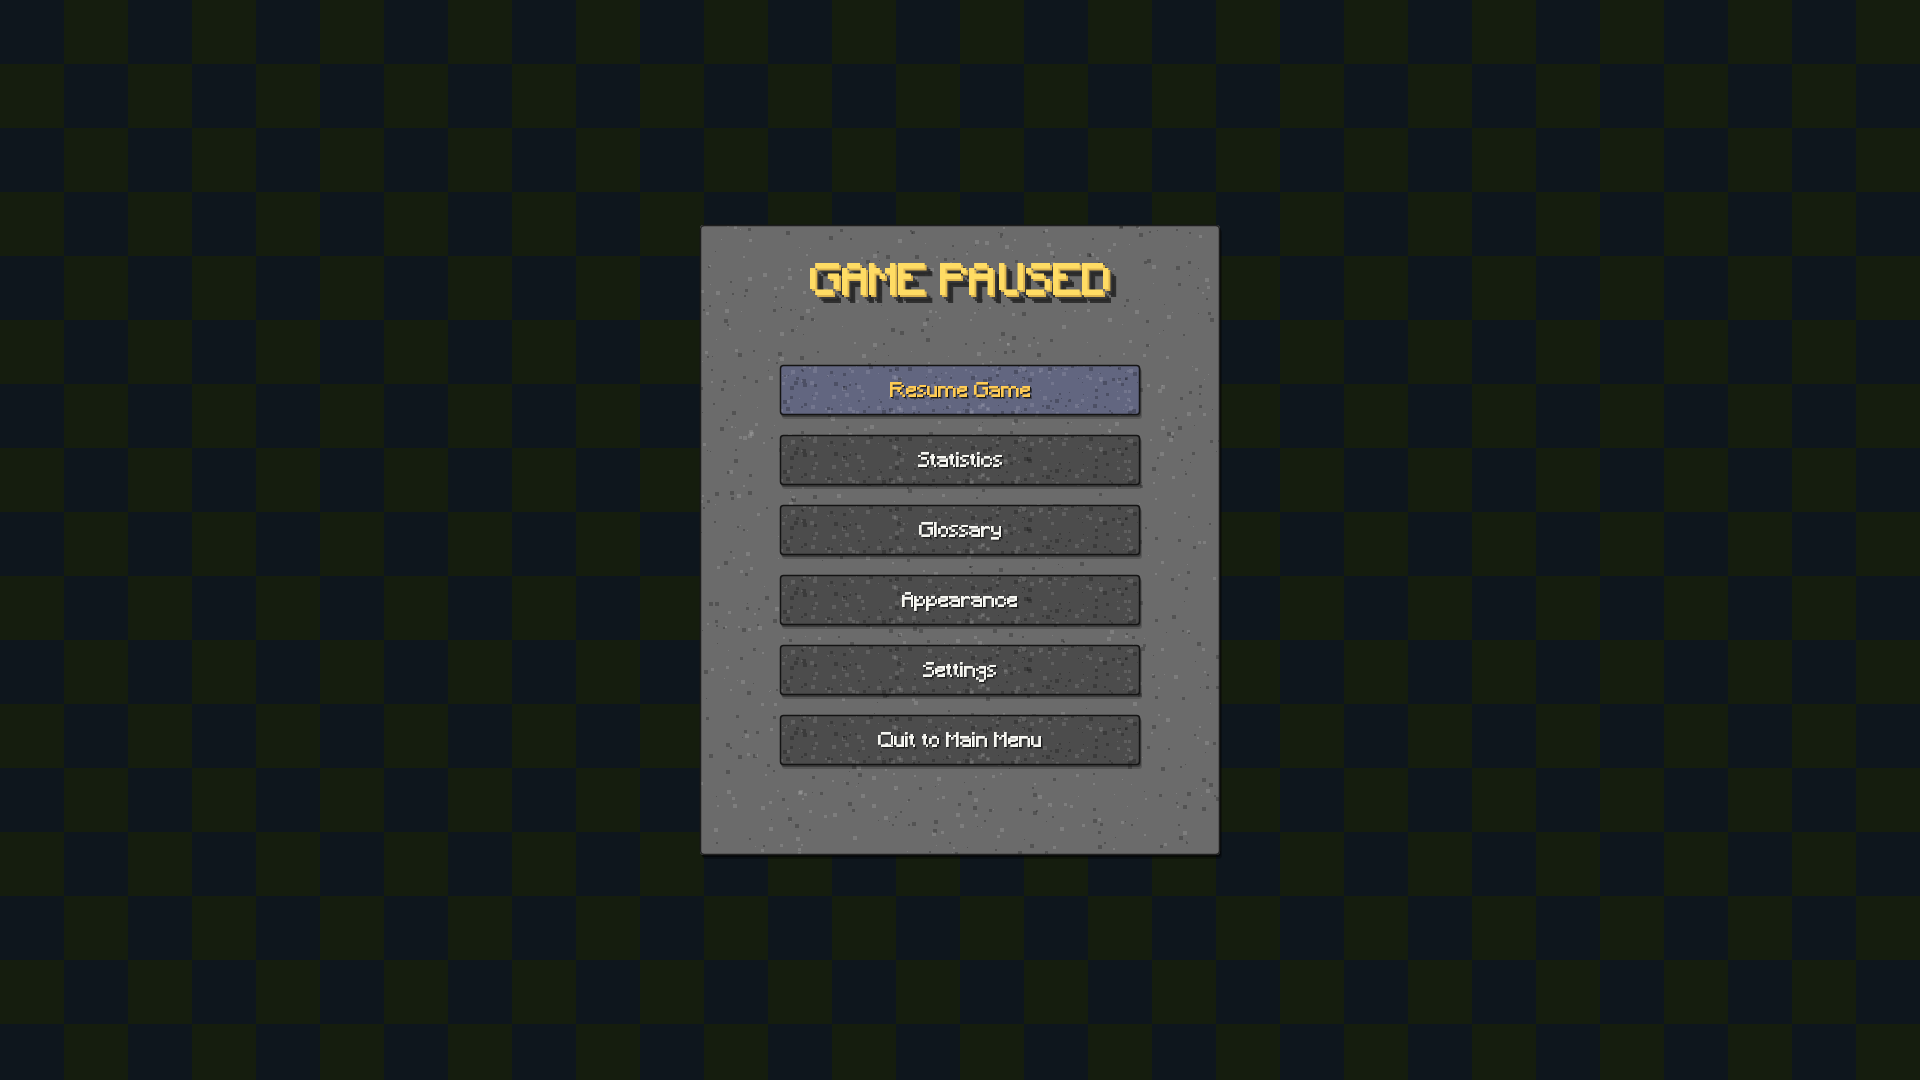 GAME PAUSED
Resume Game
Statistics
Glossary
Appearance
Settings
Quit to Main Menu